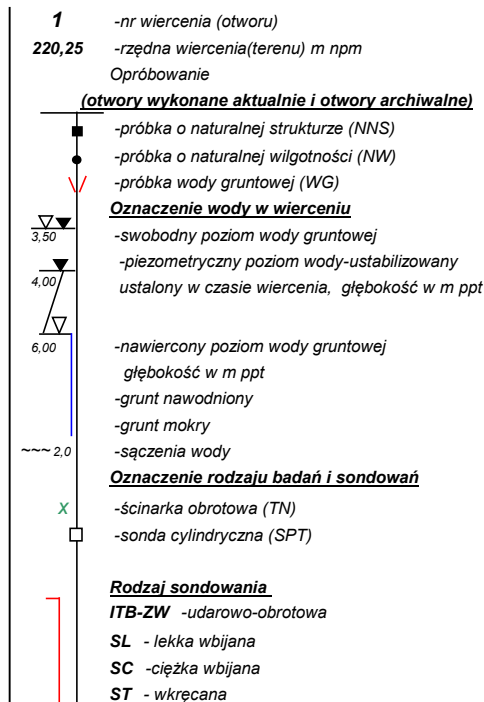 1 -nr wiercenia (otworu)
220,25 -rzędna wiercenia(terenu) m npm
Opróbowanie
(otwory wykonane aktualnie i otwory archiwalne)
-próbka o naturalnej strukturze (NNS)
-próbka o naturalnej wilgotności (NW)
-próbka wody gruntowej (WG)
Oznaczenie wody w wierceniu
3,50 -swobodny poziom wody gruntowej
-piezometryczny poziom wody-ustabilizowany
4,00 ustalony w czasie wiercenia, głębokość w m ppt
6,00 -nawiercony poziom wody gruntowej
głębokość w m ppt
-grunt nawodniony
-grunt mokry
~~~ 2,0 -sączenia wody
Oznaczenie rodzaju badań i sondowań
X -ścinarka obrotowa (TN)
-sonda cylindryczna (SPT)
Rodzaj sondowania
ITB-ZW -udarowo-obrotowa
SL - lekka wbijana
SC -ciężka wbijana
ST - wkręcana